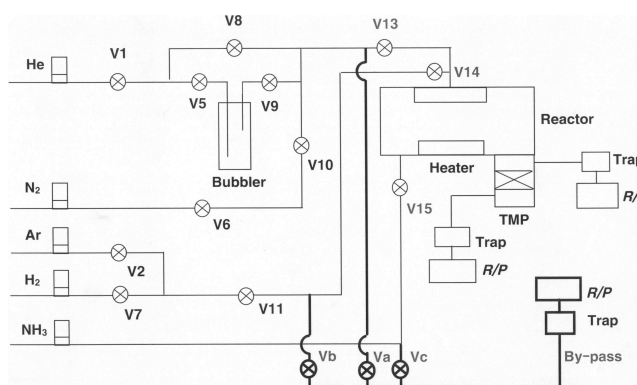 V8
V13
He
V1
V14
V5
V9
Reactor
Heater
Trap
Bubbler
V10
N₂
V15
R/
V6
TMP
Ar
Trap
V2
R/P
H₂
V7
V11
R/P
NH₃
Trap
Vb
Va
Vc
By-pass